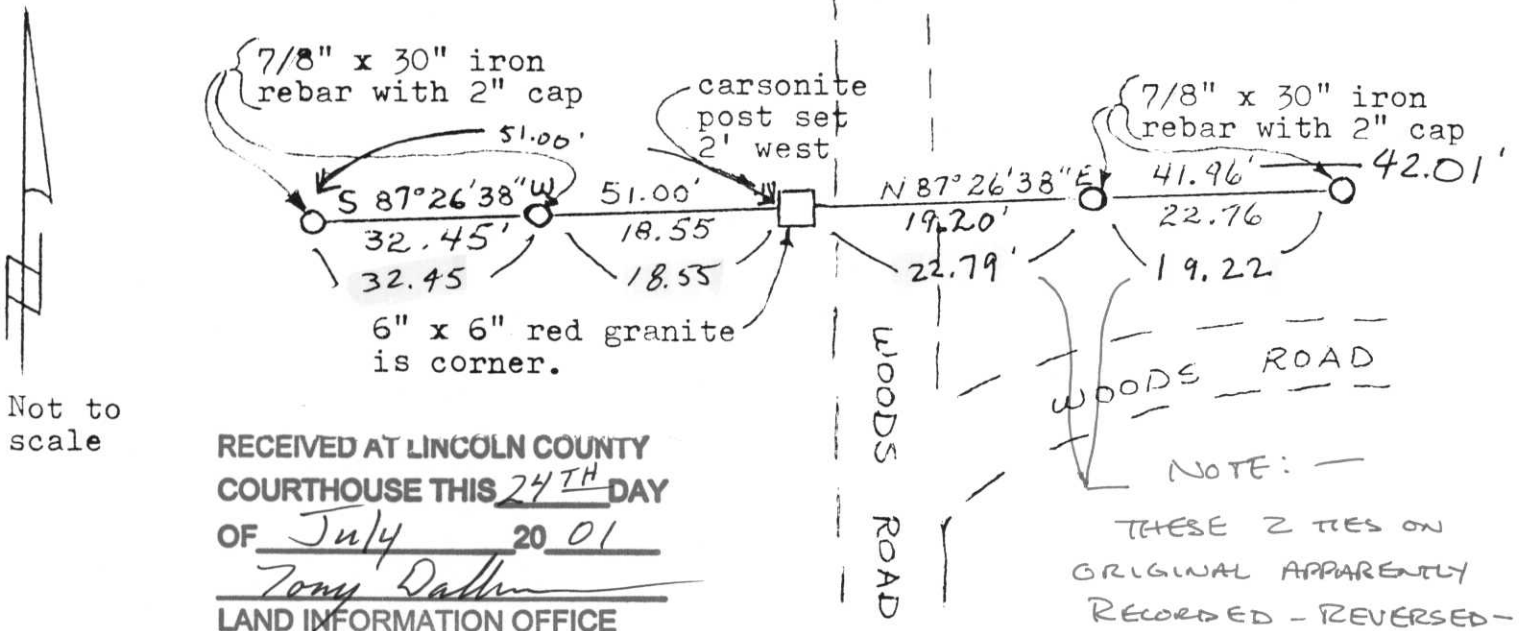 7/8" x 30" iron
rebar with 2" cap
51.00'
carsonite
post set
2' west
7/8" x 30" iron
rebar with 2" cap
S 87°26'38"W
51.00'
N 87°26'38"E
41.96'
42.01'
32.45'
18.55
19.20'
22.76
32.45
18.55
22.79'
19.22
6" x 6" red granite
is corner.
WOODS ROAD
WOODS ROAD
Not to
scale
RECEIVED AT LINCOLN COUNTY
COURTHOUSE THIS 24TH DAY
OF July 20 01
Tony
LAND INFORMATION OFFICE
NOTE: —
THESE 2 TIES ON
ORIGINAL APPARENTLY
RECORDED - REVERSED-